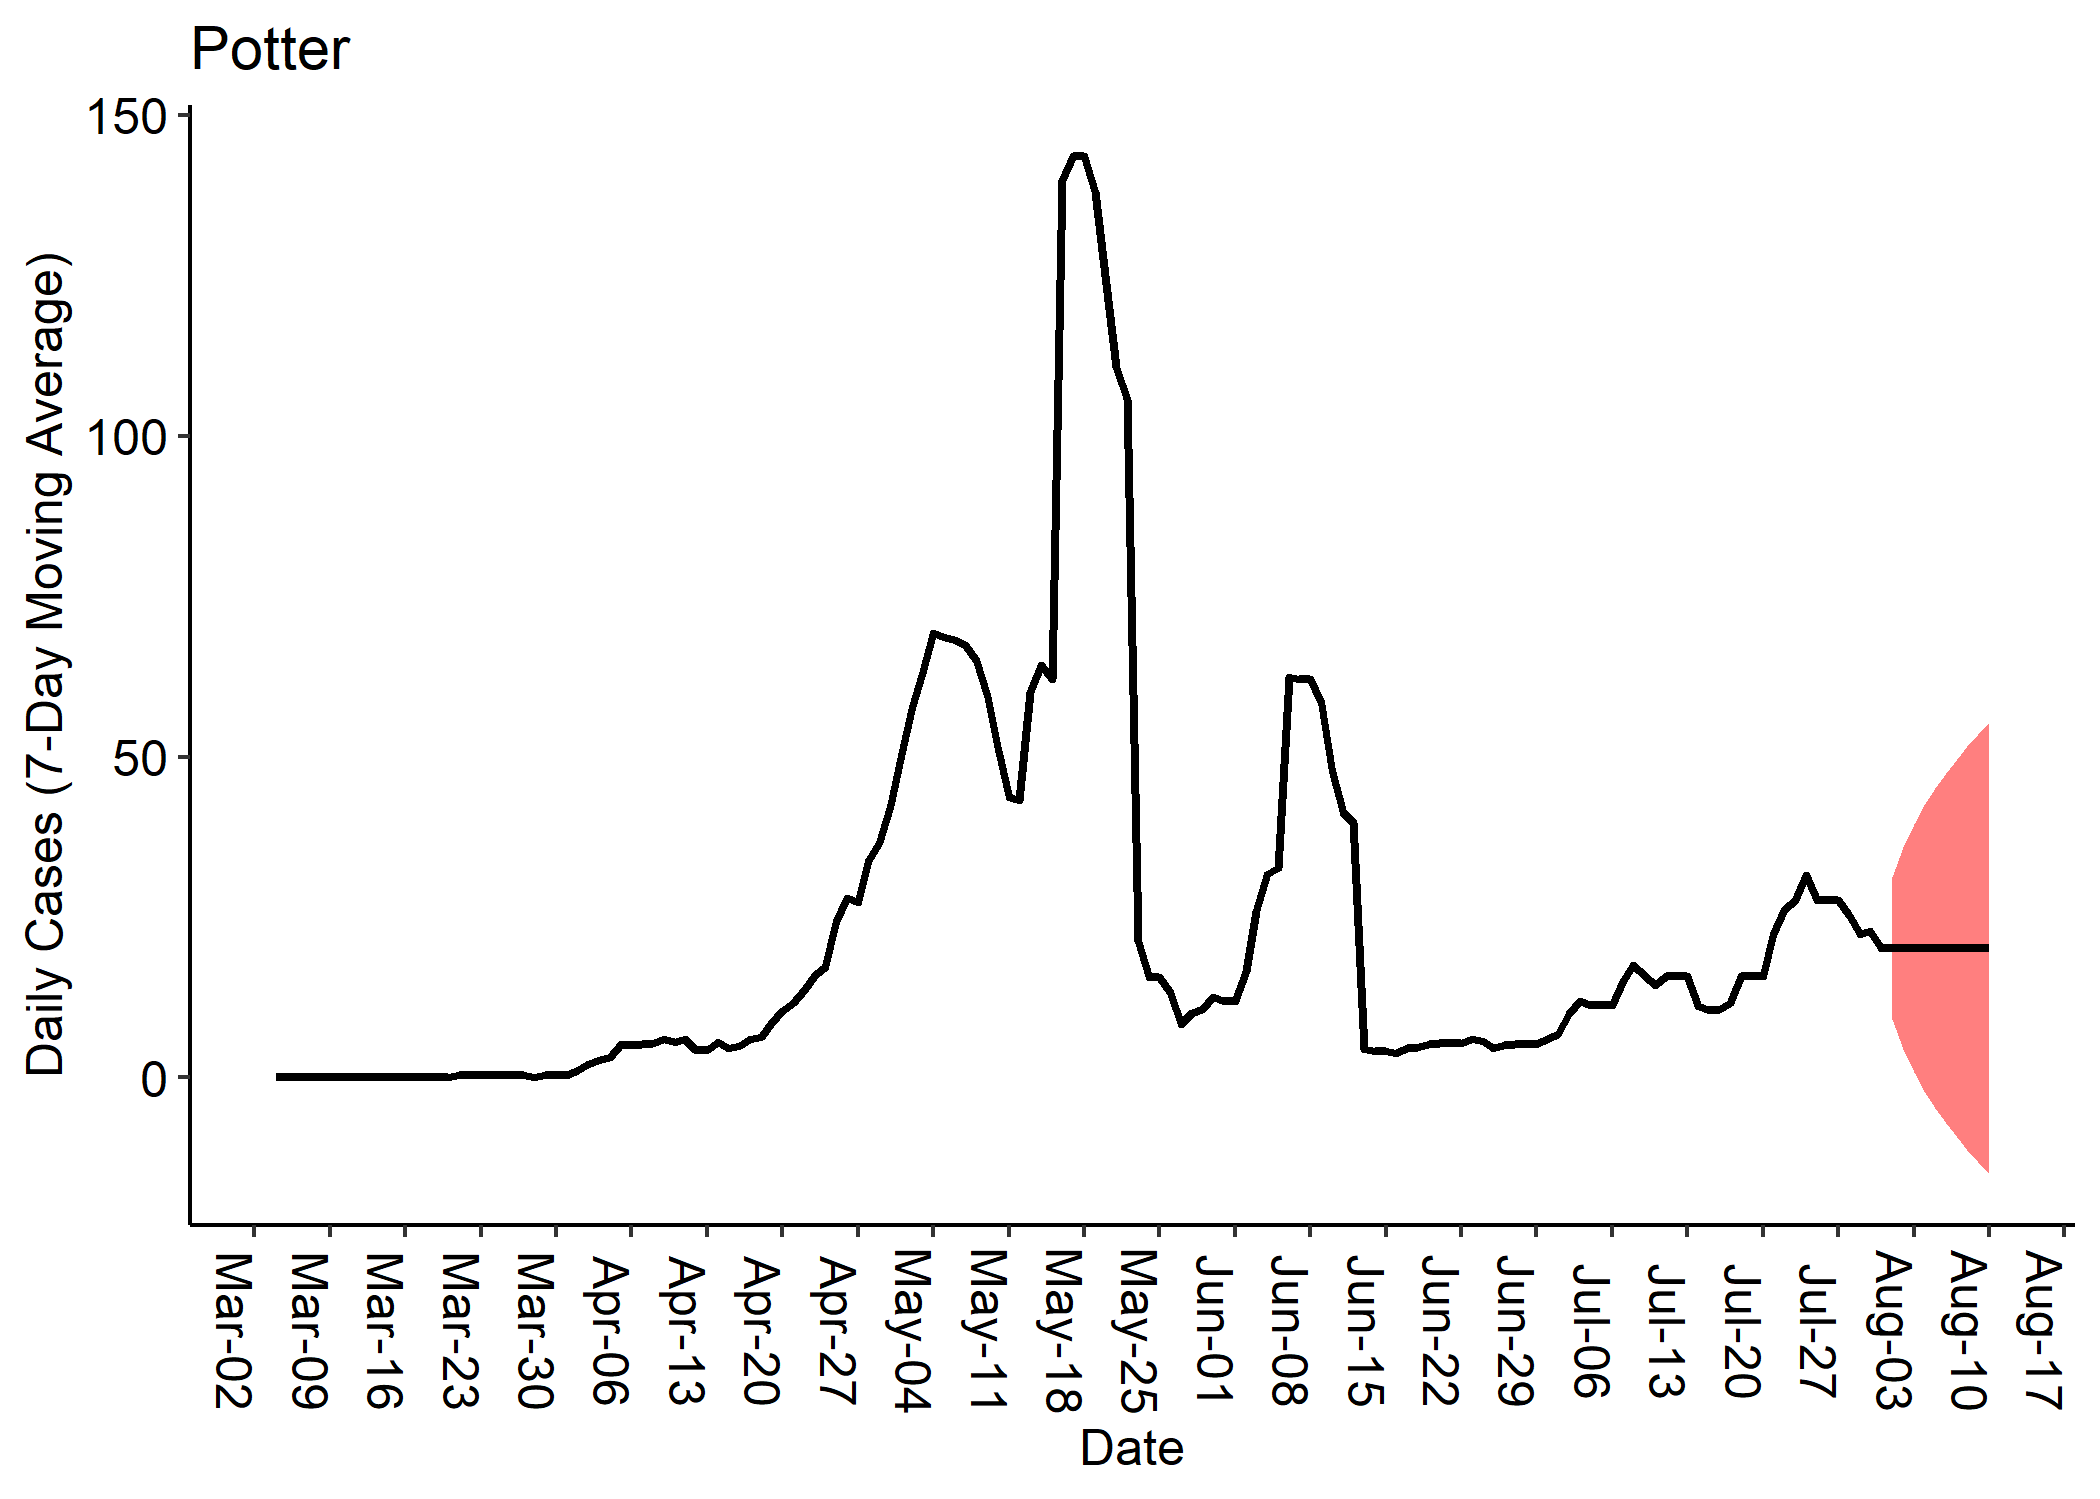 Potter
150
100
50
0
Daily Cases (7-Day Moving Average)
Mar-02
Mar-09
Mar-16
Mar-23
Mar-30
Apr-06
Apr-13
Apr-20
Apr-27
May-04
May-11
May-18
May-25
Jun-01
Jun-08
Jun-15
Jun-22
Jun-29
Jul-06
Jul-13
Jul-20
Jul-27
Aug-03
Aug-10
Aug-17
Date